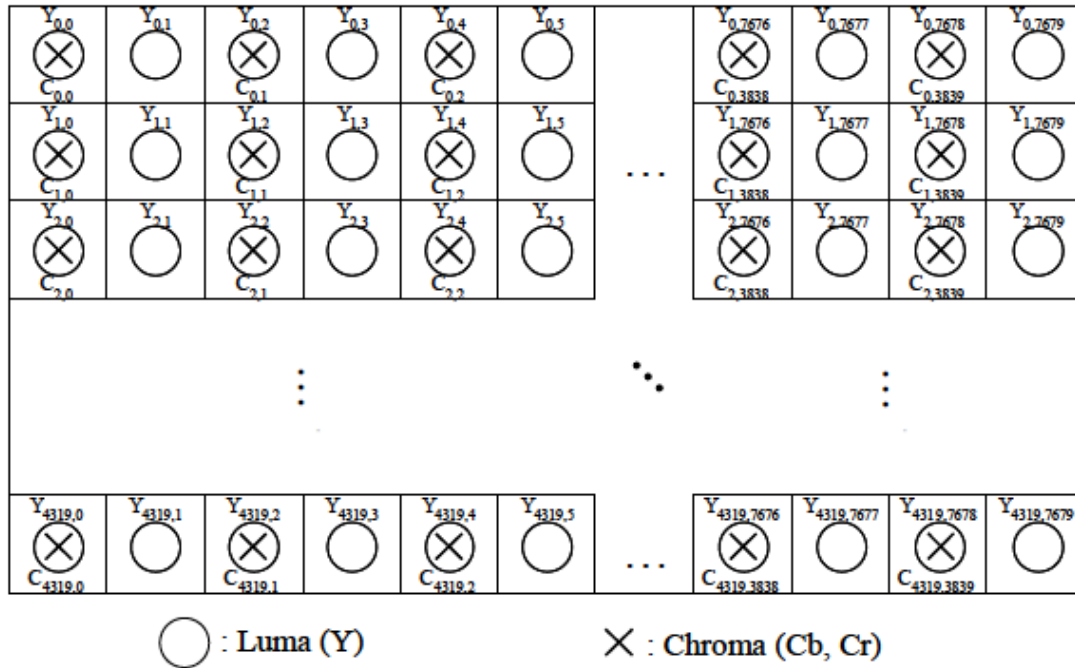 Y0,0 Y0,1 Y0,2 Y0,3 Y0,4 Y0,5 Y0,7676 Y0,7677 Y0,7678 Y0,7679
C0,0 C0,1 C0,2 C0,3838 C0,3839
Y1,0 Y1,1 Y1,2 Y1,3 Y1,4 Y1,5 Y1,7676 Y1,7677 Y1,7678 Y1,7679
...
C1,0 C1,1 C1,2 C1,3838 C1,3839
Y2,0 Y2,1 Y2,2 Y2,3 Y2,4 Y2,5 Y2,7676 Y2,7677 Y2,7678 Y2,7679
C2,0 C2,1 C2,2 C2,3838 C2,3839
Y4319,0 Y4319,1 Y4319,2 Y4319,3 Y4319,4 Y4319,5 Y4319,7676 Y4319,7677 Y4319,7678 Y4319,7679
...
C4319,0 C4319,1 C4319,2 C4319,3838 C4319,3839
: Luma (Y) : Chroma (Cb, Cr)